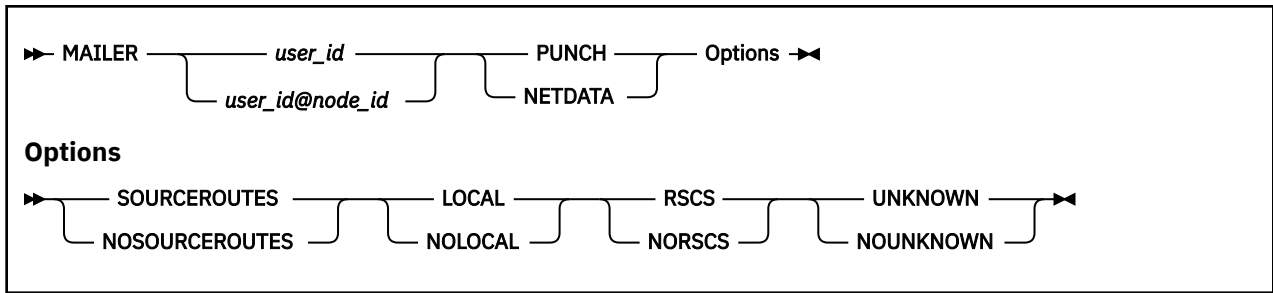 MAILER user_id PUNCH Options
user_id@node_id NETDATA
Options
SOURCEROUTES LOCAL RSCS UNKNOWN
NOSOURCEROUTES NOLOCAL NORSCS NOUNKNOWN